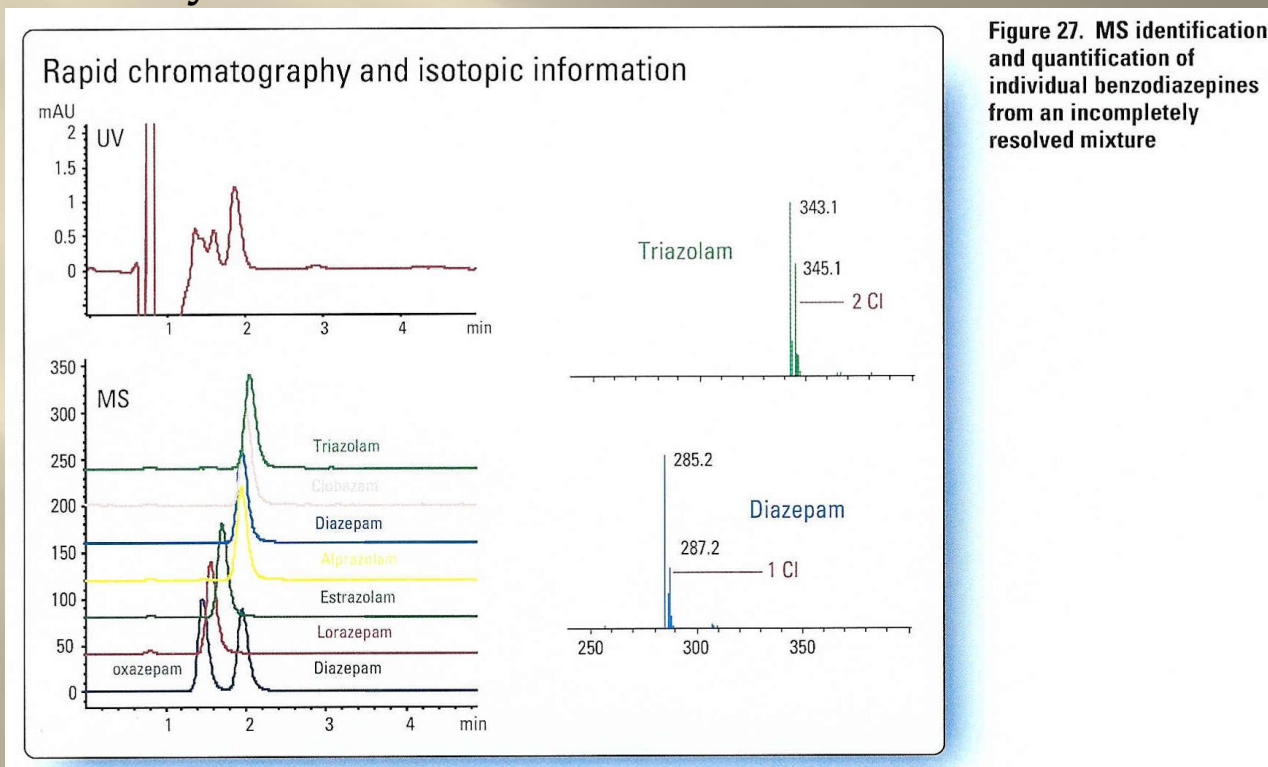 Figure 27. MS identification
and quantification of
individual benzodiazepines
from an incompletely
resolved mixture
Rapid chromatography and isotopic information
mAU
UV
2
1.5
1
0.5
0
1 2 3 4 min
MS
350
300
250
200
150
100
50
0
Triazolam
Clobazam
Diazepam
Alprazolam
Estrazolam
Lorazepam
oxazepam Diazepam
1 2 3 4 min
Triazolam
343.1
345.1
2 Cl
285.2
Diazepam
287.2
1 Cl
250 300 350